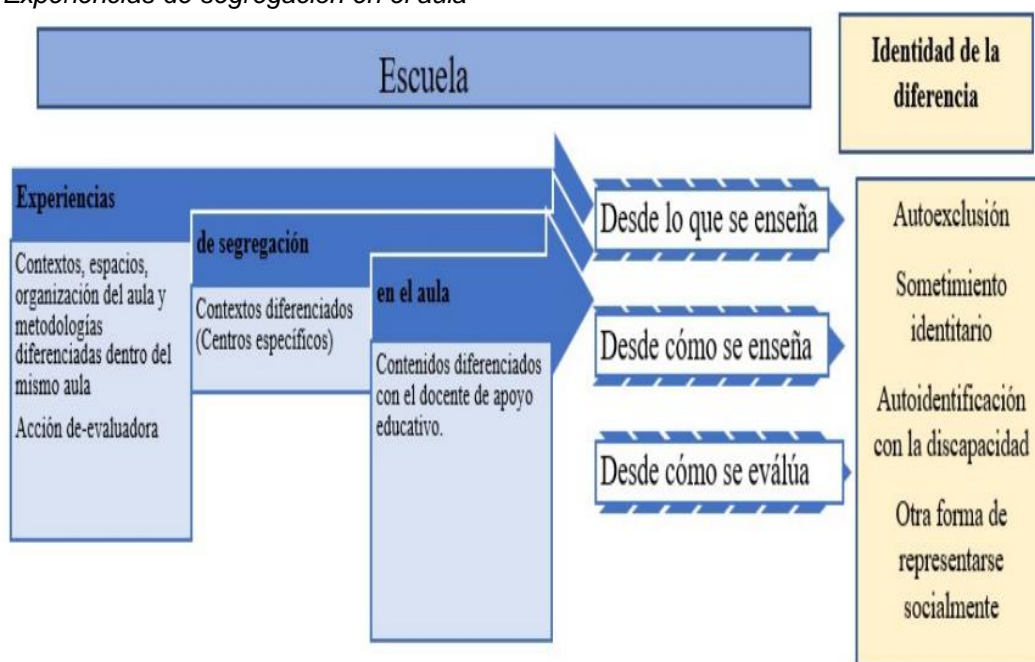 Experiencias de segregación en el aula
Escuela
Identidad de la
diferencia
Experiencias
Contextos, espacios,
organización del aula y
metodologías
diferenciadas dentro del
mismo aula
Acción de-evaluadora
de segregación
Contextos diferenciados
(Centros específicos)
en el aula
Contenidos diferenciados
con el docente de apoyo
educativo.
Desde lo que se enseña
Desde cómo se enseña
Desde cómo se eválúa
Autoexclusión
Sometimiento
identitario
Autoidentificación
con la discapacidad
Otra forma de
representarse
socialmente